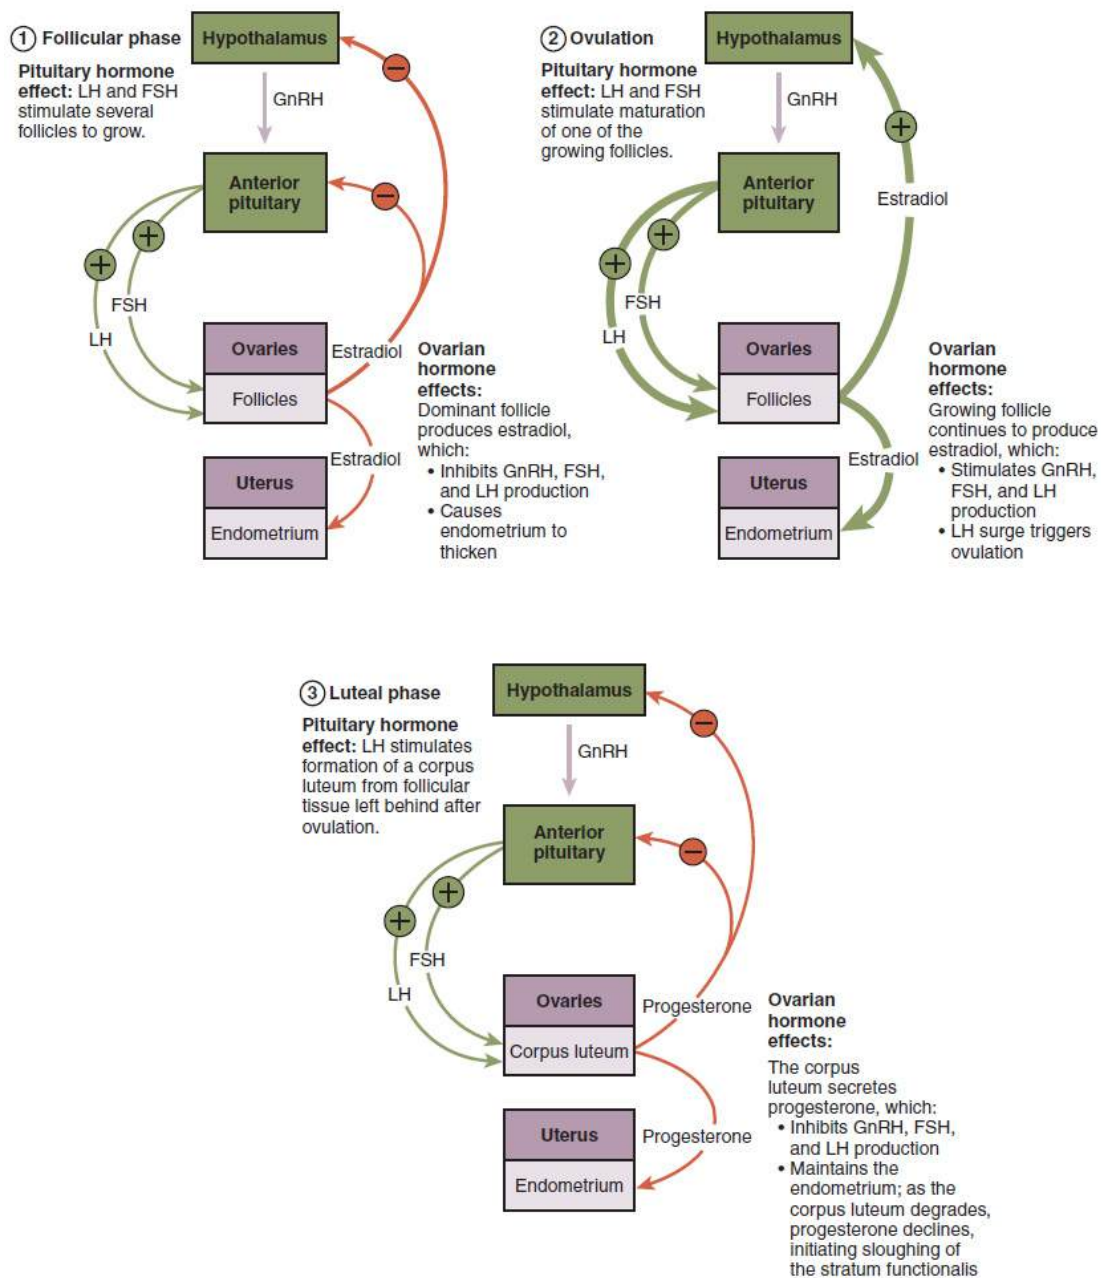 1 Follicular phase
Pituitary hormone
effect: LH and FSH
stimulate several
follicles to grow.
Hypothalamus
−
GnRH
Anterior
pituitary
−
+
+
FSH
LH
Ovaries
Follicles
Estradiol
Estradiol
Uterus
Endometrium
Ovarian
hormone
effects:
Dominant follicle
produces estradiol,
which:
• Inhibits GnRH, FSH,
and LH production
• Causes
endometrium to
thicken
2 Ovulation
Pituitary hormone
effect: LH and FSH
stimulate maturation
of one of the
growing follicles.
Hypothalamus
GnRH
+
Anterior
pituitary
Estradiol
+
+
FSH
LH
Ovaries
Follicles
Estradiol
Uterus
Endometrium
Ovarian
hormone
effects:
Growing follicle
continues to produce
estradiol, which:
• Stimulates GnRH,
FSH, and LH
production
• LH surge triggers
ovulation
3 Luteal phase
Pituitary hormone
effect: LH stimulates
formation of a corpus
luteum from follicular
tissue left behind after
ovulation.
Hypothalamus
−
GnRH
Anterior
pituitary
−
+
+
FSH
LH
Ovaries
Corpus luteum
Progesterone
Progesterone
Uterus
Endometrium
Ovarian
hormone
effects:
The corpus
luteum secretes
progesterone, which:
• Inhibits GnRH, FSH,
and LH production
• Maintains the
endometrium; as the
corpus luteum degrades,
progesterone declines,
initiating sloughing of
the stratum functionalis